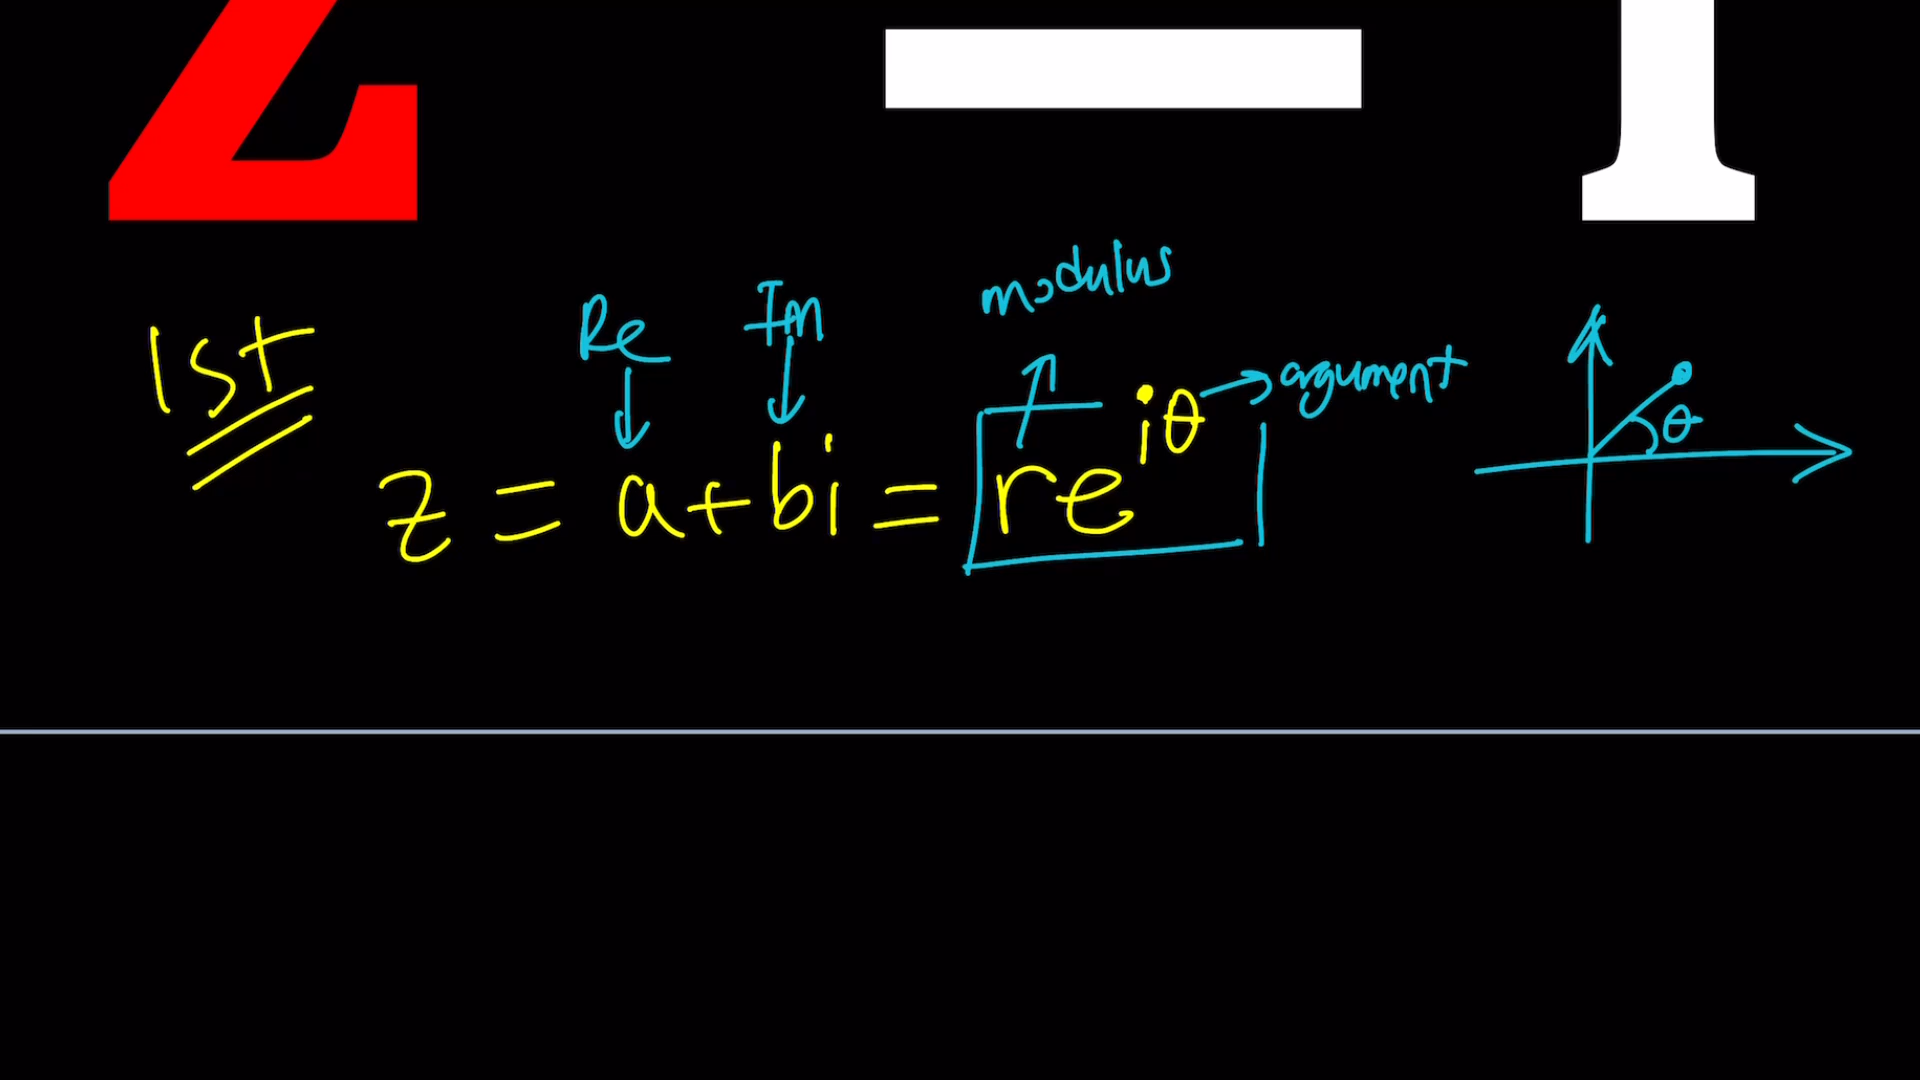 Z – 1
1st
Re Im modulus
argument
z = a+bi = re^{iθ}
θ